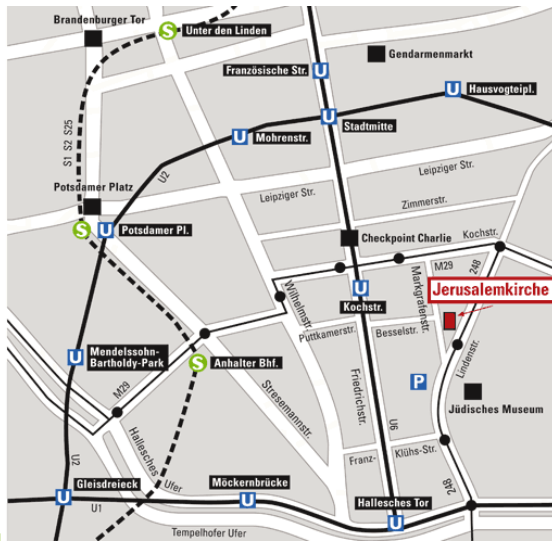 Brandenburger Tor
S
Unter den Linden
Gendarmenmarkt
Französische Str.
U
S1 S2 S25
U
Hausvogteipl.
U
Stadtmitte
U
Mohrenstr.
U2
Leipziger Str.
Potsdamer Platz
Leipziger Str.
Zimmerstr.
S
U
Potsdamer Pl.
Checkpoint Charlie
Kochstr.
M29
248
Markgrafenstr.
Jerusalemkirche
Wilhelmstr.
U
Kochstr.
Puttkamerstr.
Besselstr.
U
Mendelssohn-
Bartholdy-Park
S
Anhalter Bhf.
Lindenstr.
P
M29
Stresemannstr.
Friedrichstr.
U6
Jüdisches Museum
Hallesches
Ufer
Franz-
Klühs-Str.
U2
Gleisdreieck
Möckernbrücke
248
U
U1
U
Hallesches Tor
U
Tempelhofer Ufer